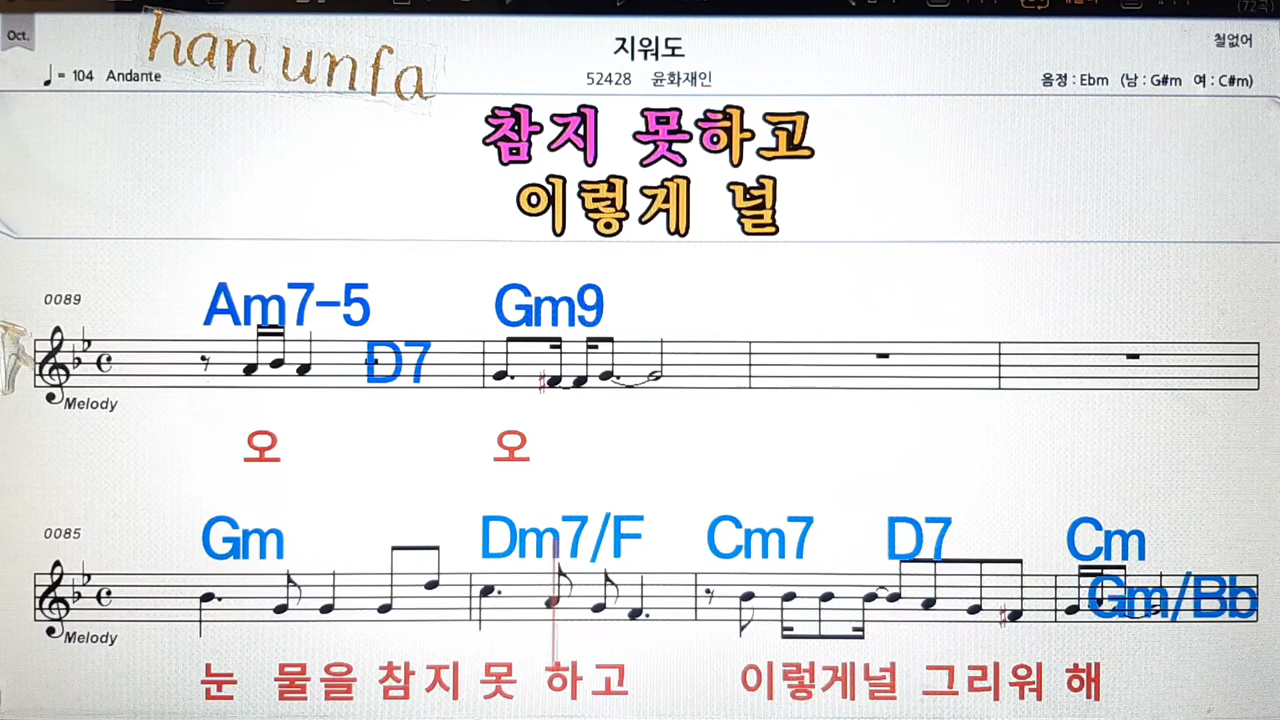 Oct.
han unfa
지워도
철없어
♩= 104 Andante
52428 윤화재인
음정 : Ebm (남 : G#m 여 : C#m)
참지 못하고
이렇게 널
0089
Am7-5 D7 Gm9
Melody
오 오
0085
Gm Dm7/F Cm7 D7 Cm Gm/Bb
Melody
눈 물을 참지 못 하고 이렇게널 그리워 해